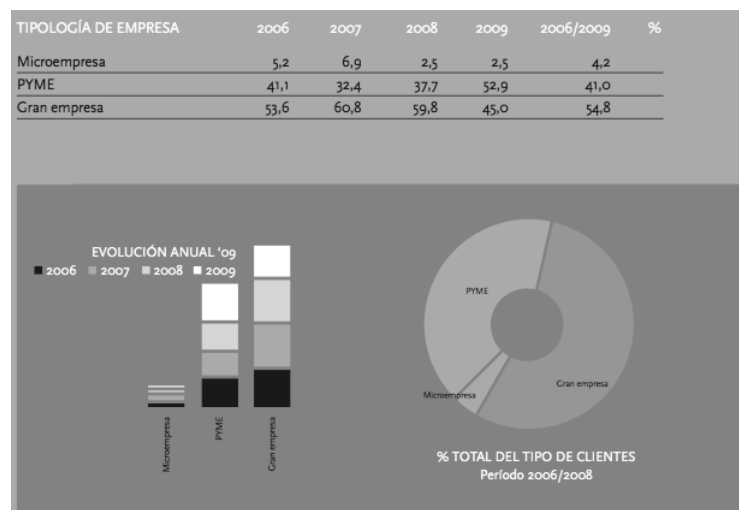 TIPOLOGÍA DE EMPRESA 2006 2007 2008 2009 2006/2009 %
Microempresa 5,2 6,9 2,5 2,5 4,2
PYME 41,1 32,4 37,7 52,9 41,0
Gran empresa 53,6 60,8 59,8 45,0 54,8
EVOLUCIÓN ANUAL ‘09
2006 2007 2008 2009
Microempresa
PYME
Gran empresa
PYME
Gran empresa
Microempresa
% TOTAL DEL TIPO DE CLIENTES
Período 2006/2008